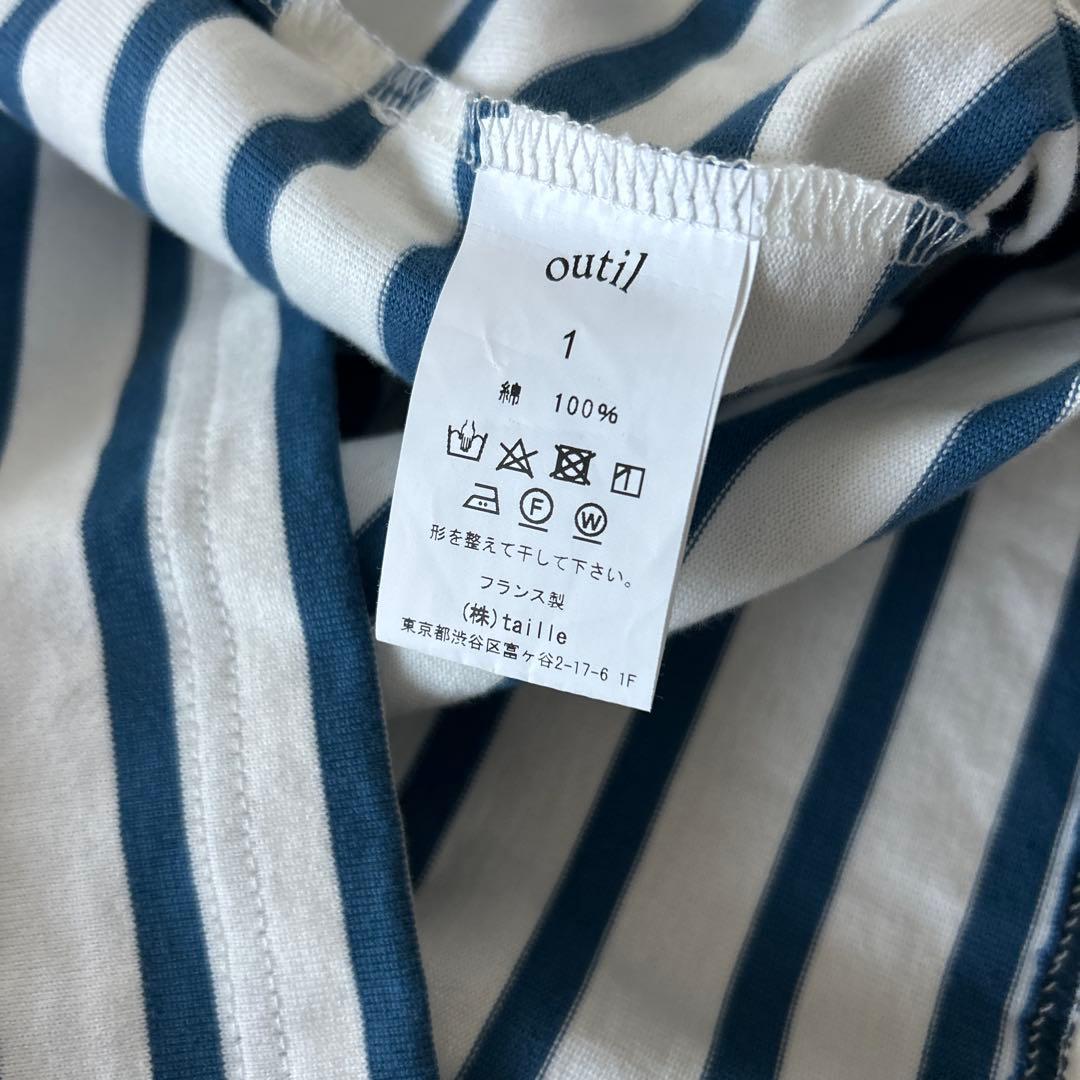 outil
1
綿 100%
F W
形を整えて干して下さい。
フランス製
(株)taille
東京都渋谷区富ヶ谷2-17-6 1F